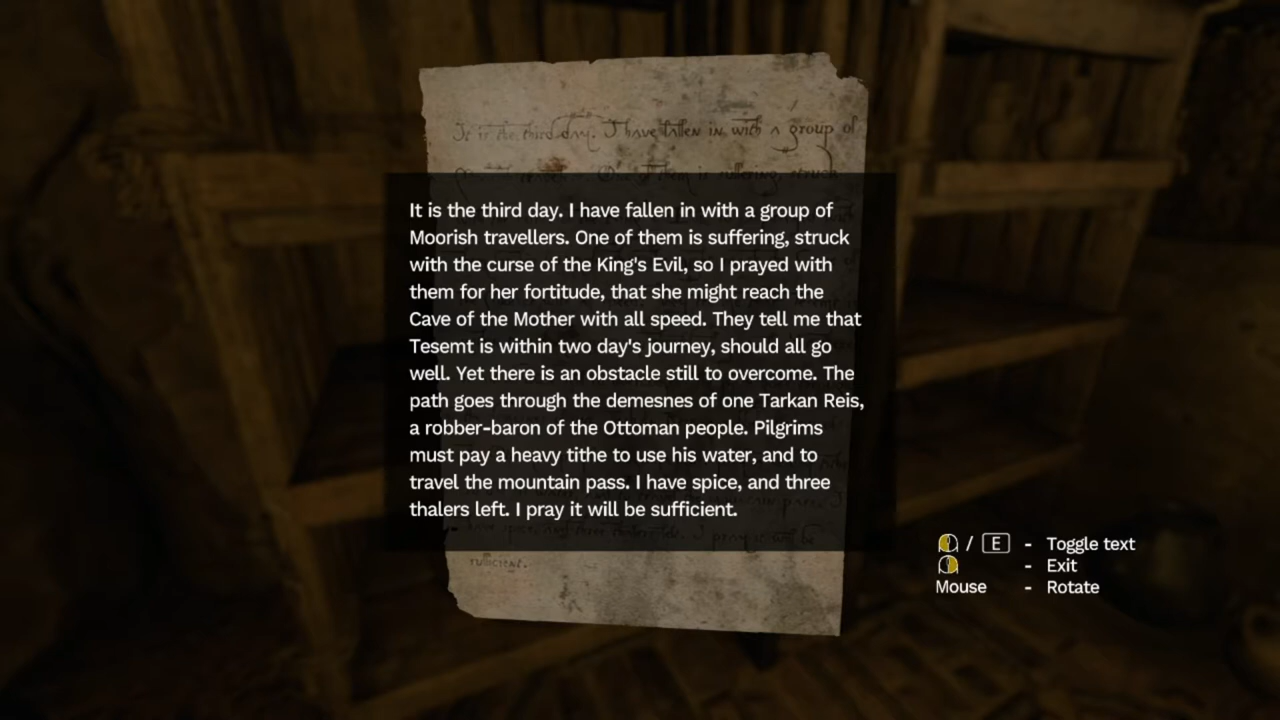 It is the third day. I have fallen in with a group of
It is the third day. I have fallen in with a group of
Moorish travellers. One of them is suffering, struck
with the curse of the King's Evil, so I prayed with
them for her fortitude, that she might reach the
Cave of the Mother with all speed. They tell me that
Tesemt is within two day's journey, should all go
well. Yet there is an obstacle still to overcome. The
path goes through the demesnes of one Tarkan Reis,
a robber-baron of the Ottoman people. Pilgrims
must pay a heavy tithe to use his water, and to
travel the mountain pass. I have spice, and three
thalers left. I pray it will be sufficient.
sufficient.
/ E - Toggle text
- Exit
Mouse - Rotate